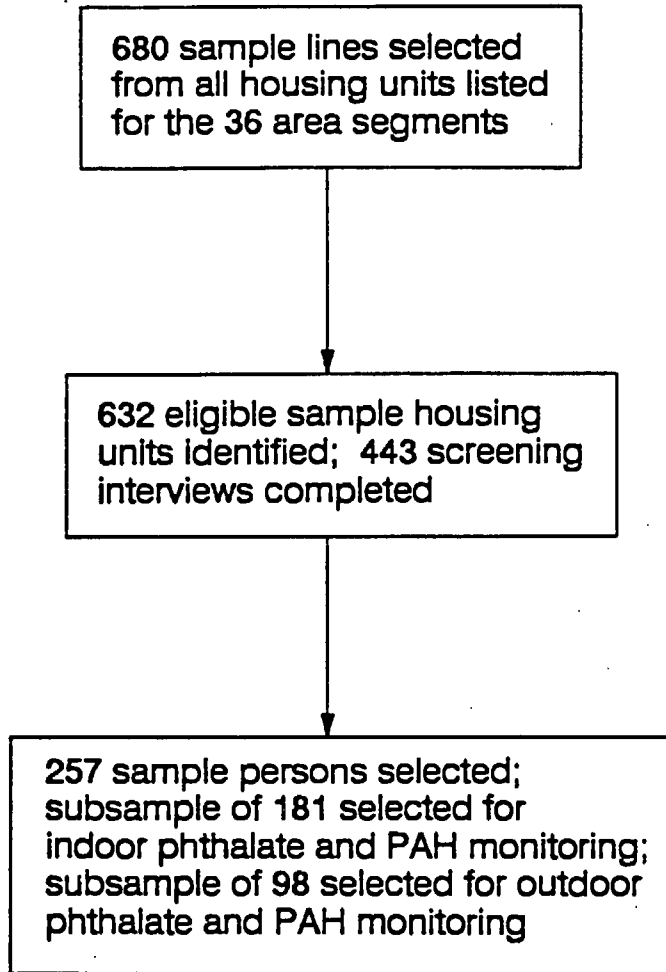 680 sample lines selected
from all housing units listed
for the 36 area segments
632 eligible sample housing
units identified; 443 screening
interviews completed
257 sample persons selected;
subsample of 181 selected for
indoor phthalate and PAH monitoring;
subsample of 98 selected for outdoor
phthalate and PAH monitoring